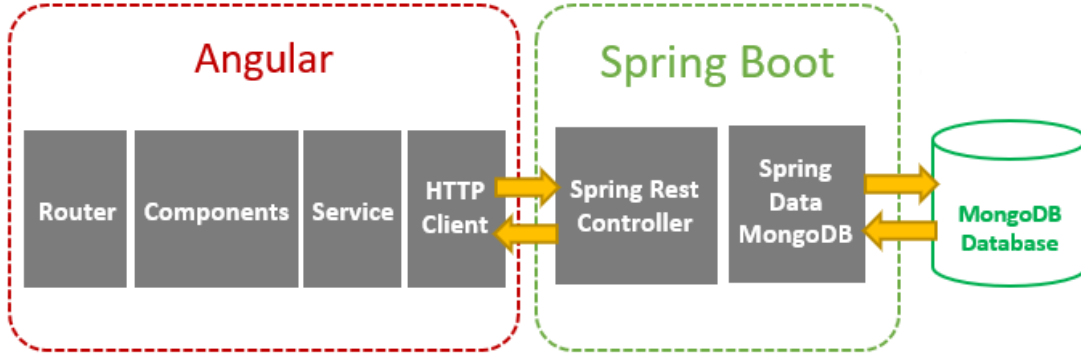 Angular
Spring Boot
Router
Components
Service
HTTP
Client
Spring Rest
Controller
Spring
Data
MongoDB
MongoDB
Database